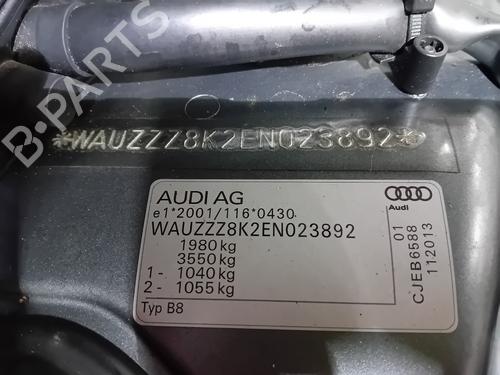 B-PARTS
*WAUZZZ8K2EN023892*
AUDI AG
e1*2001/116*0430
WAUZZZ8K2EN023892
1980 kg
3550 kg
1- 1040 kg
2- 1055 kg
Typ B8
Audi
01
CJEB6588
112013